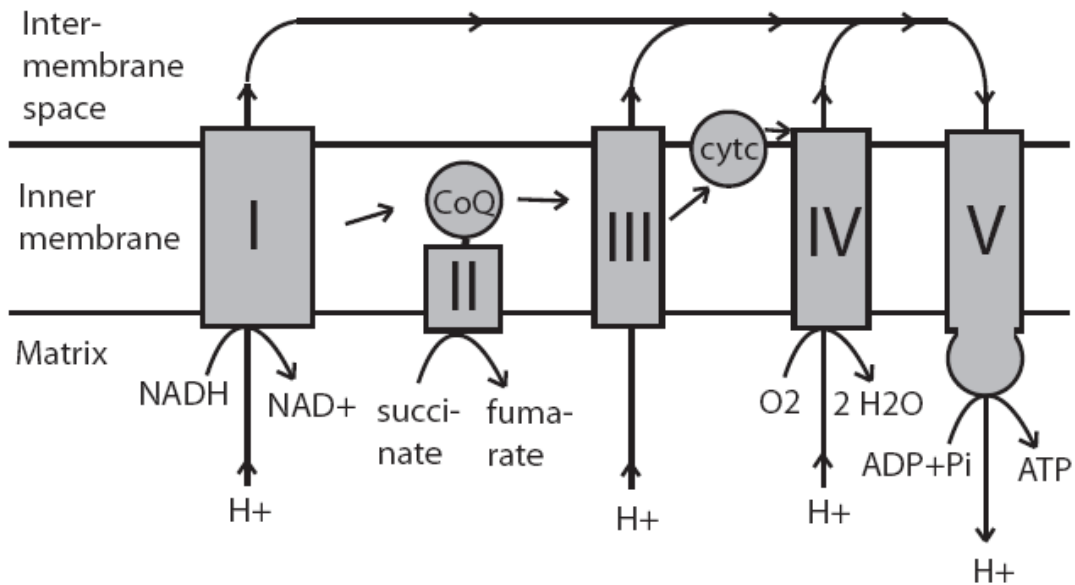 Inter-
membrane
space
cytc
Inner
membrane
I
CoQ
II
III
IV
V
Matrix
NADH
NAD+
succi-
nate
fuma-
rate
O2
2 H2O
ADP+Pi
ATP
H+
H+
H+
H+